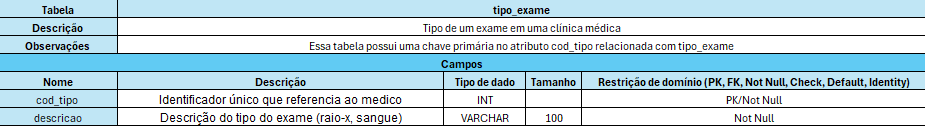 Tabela tipo_exame
Descrição Tipo de um exame em uma clínica médica
Observações Essa tabela possui uma chave primária no atributo cod_tipo relacionada com tipo_exame
Campos
Nome Descrição Tipo de dado Tamanho Restrição de domínio (PK, FK, Not Null, Check, Default, Identity)
cod_tipo Identificador único que referencia ao medico INT PK/Not Null
descricao Descrição do tipo do exame (raio-x, sangue) VARCHAR 100 Not Null